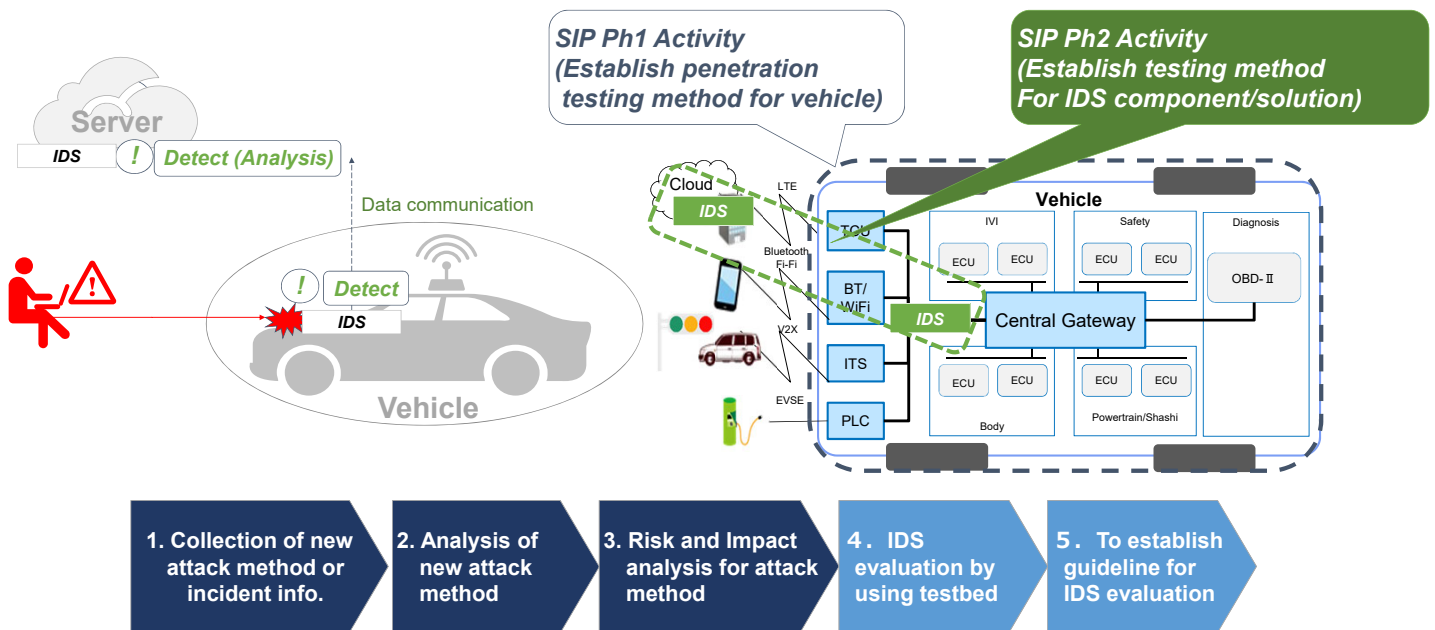 SIP Ph1 Activity
(Establish penetration
testing method for vehicle)
SIP Ph2 Activity
(Establish testing method
For IDS component/solution)
Server
IDS
!
Detect (Analysis)
Data communication
!
Detect
IDS
Vehicle
Cloud
IDS
LTE
Bluetooth
Fi-Fi
V2X
EVSE
Vehicle
TCU
BT/
WiFi
ITS
PLC
IDS
IVI
ECU
ECU
Safety
ECU
ECU
Diagnosis
OBD-Ⅱ
Central Gateway
ECU
ECU
Body
ECU
ECU
Powertrain/Shashi
1. Collection of new
attack method or
incident info.
2. Analysis of
new attack
method
3. Risk and Impact
analysis for attack
method
4. IDS
evaluation by
using testbed
5. To establish
guideline for
IDS evaluation